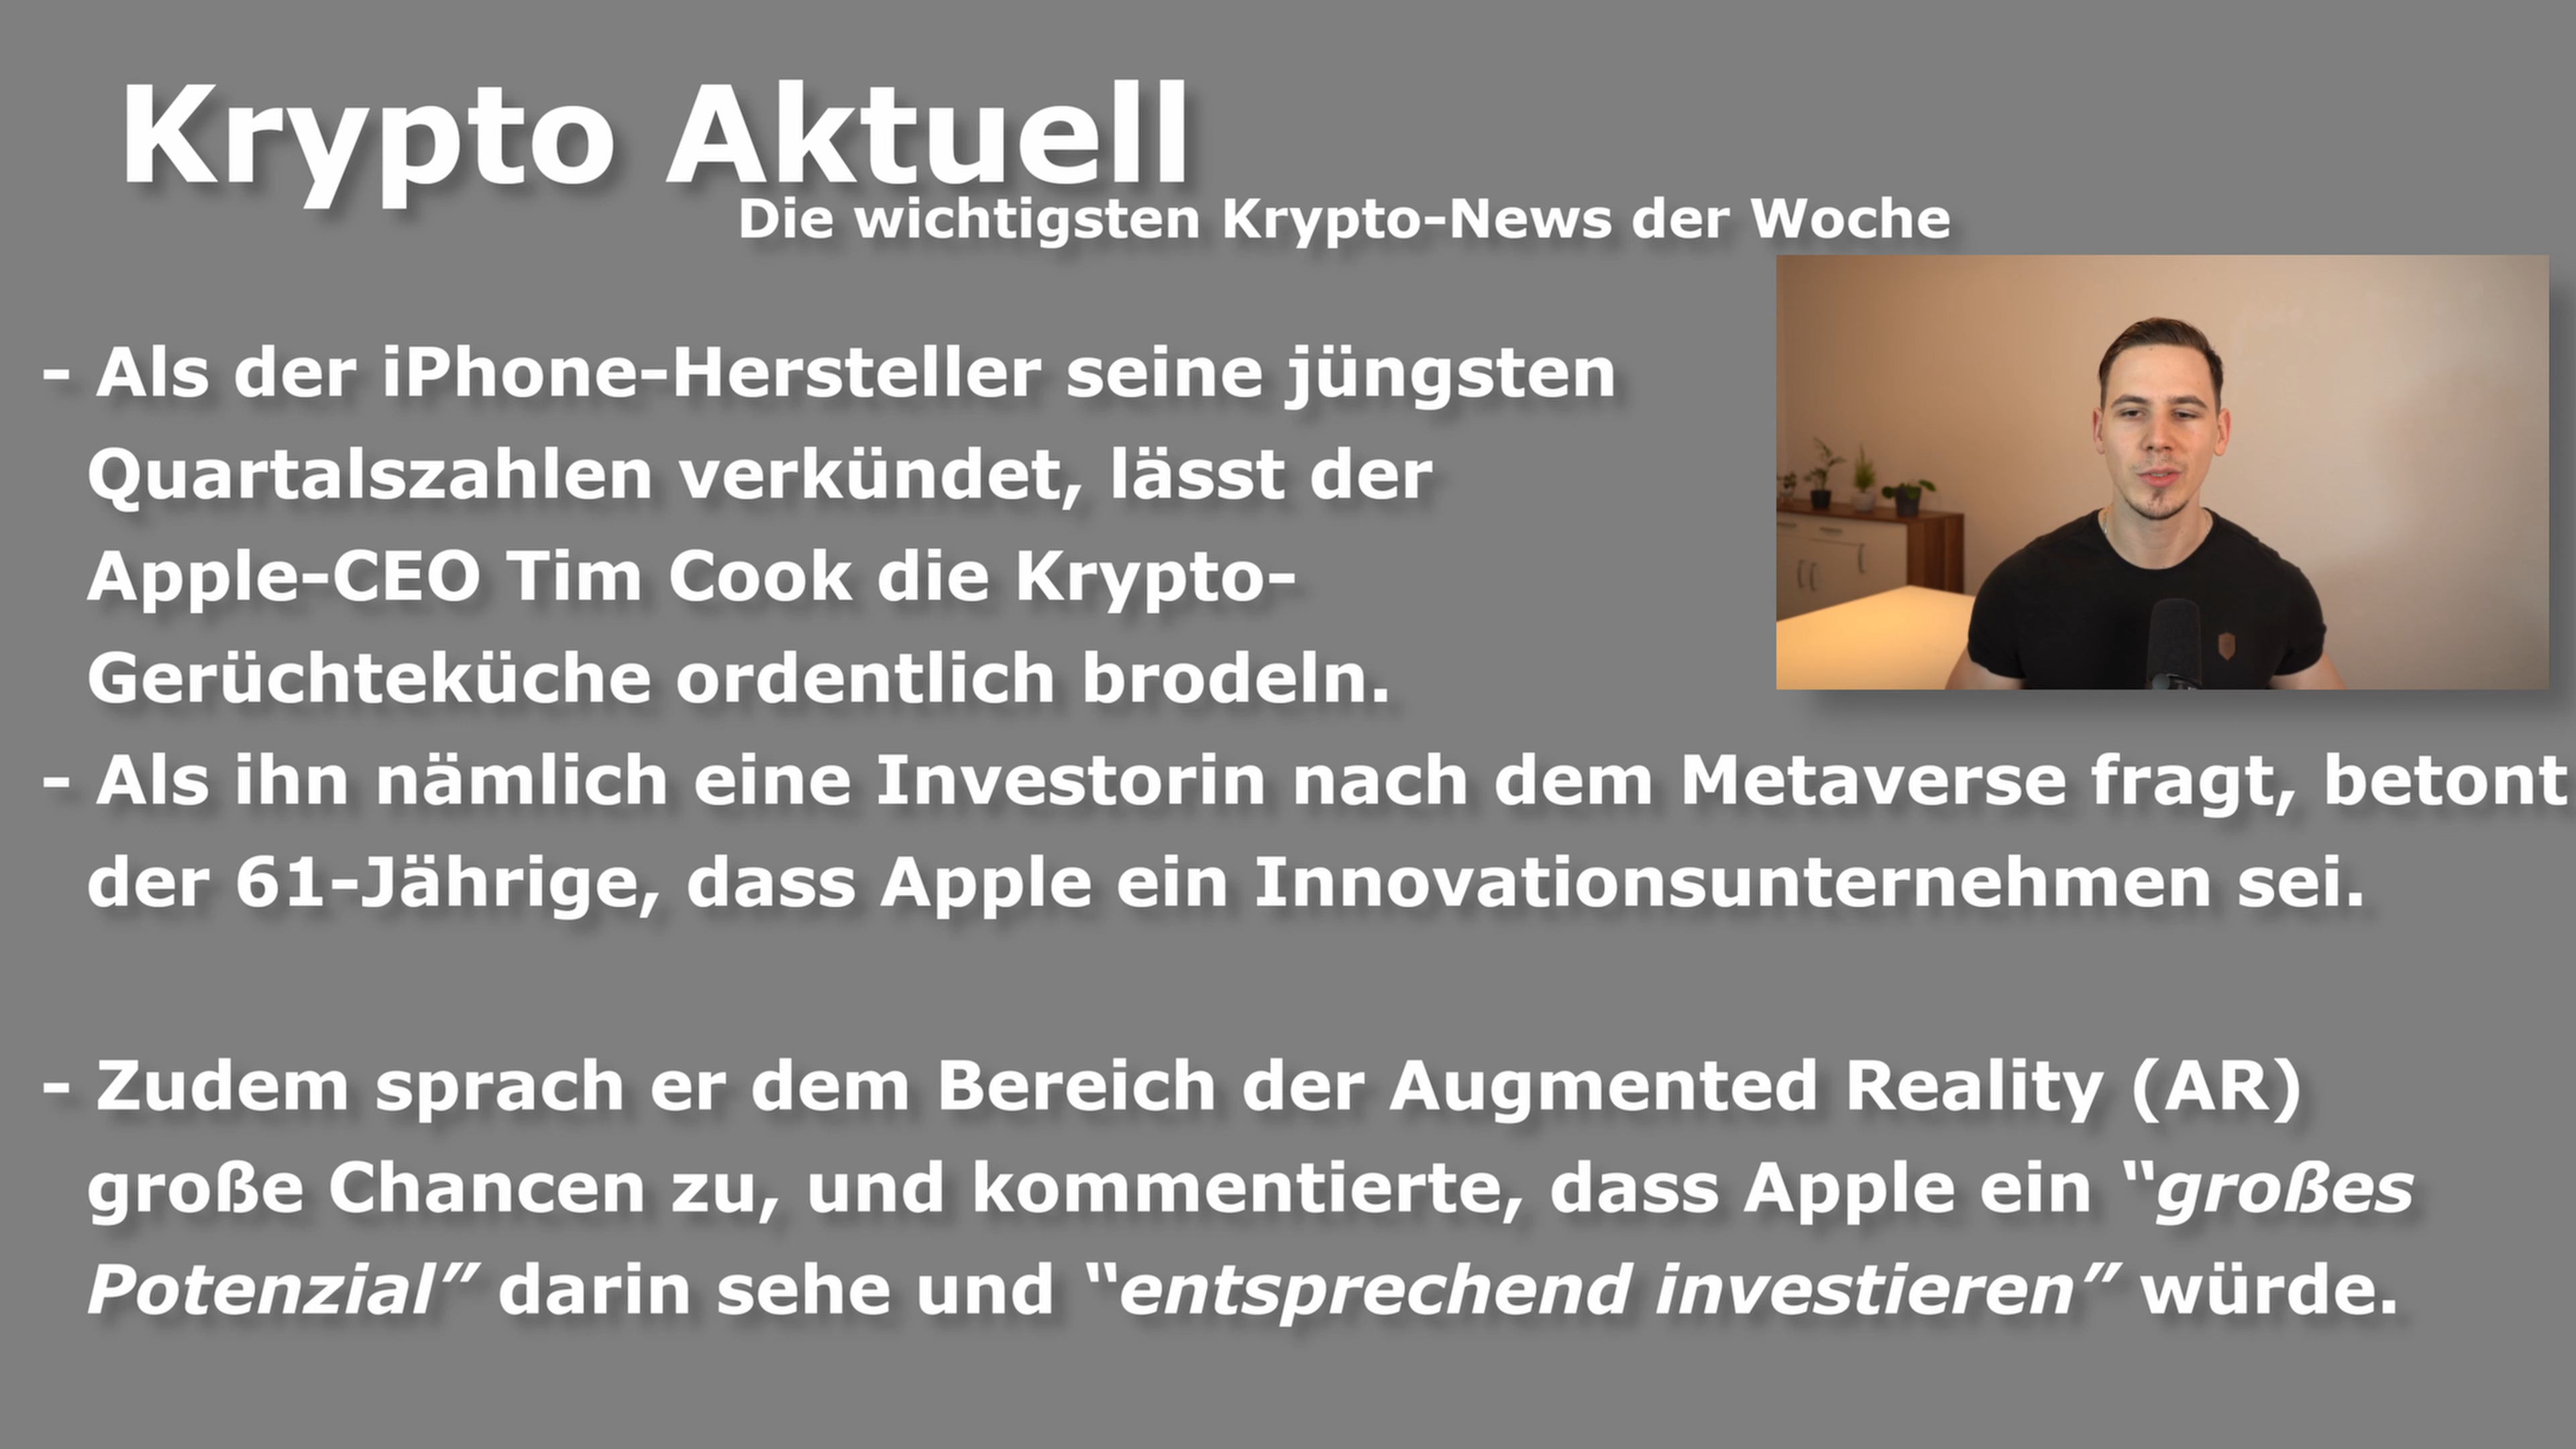 Krypto Aktuell
Die wichtigsten Krypto-News der Woche
- Als der iPhone-Hersteller seine jüngsten
Quartalszahlen verkündet, lässt der
Apple-CEO Tim Cook die Krypto-
Gerüchteküche ordentlich brodeln.
- Als ihn nämlich eine Investorin nach dem Metaverse fragt, betont
der 61-Jährige, dass Apple ein Innovationsunternehmen sei.
- Zudem sprach er dem Bereich der Augmented Reality (AR)
große Chancen zu, und kommentierte, dass Apple ein “großes
Potenzial” darin sehe und “entsprechend investieren” würde.